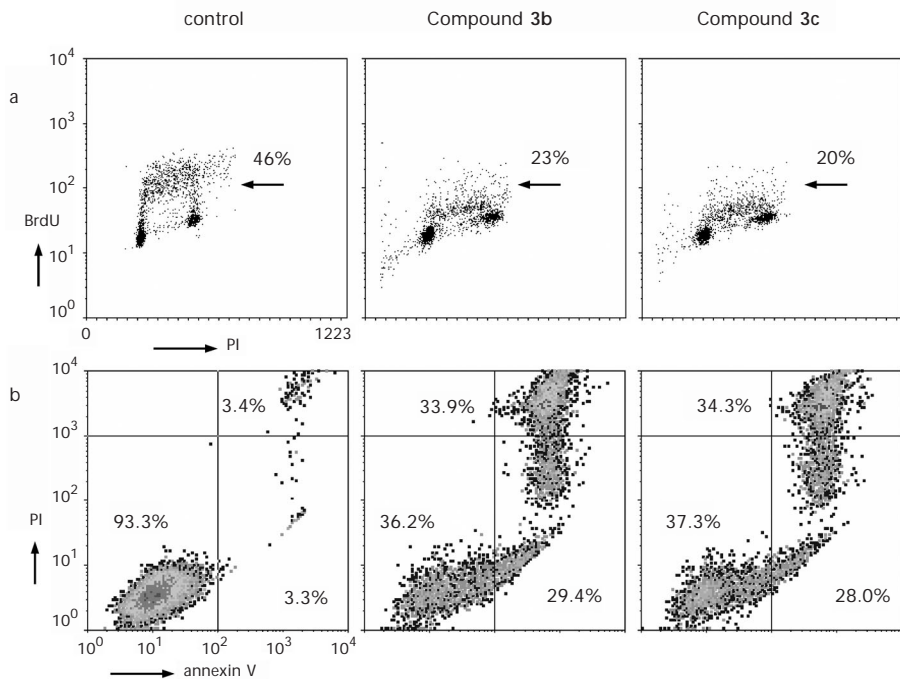 control Compound 3b Compound 3c
a
10⁴
10³
10²
BrdU
10¹
10⁰
46% 23% 20%
0 PI 1223
b
10⁴
10³
10²
PI
10¹
10⁰
3.4% 33.9% 34.3%
93.3% 36.2% 37.3%
3.3% 29.4% 28.0%
10⁰ 10¹ 10² 10³ 10⁴
annexin V